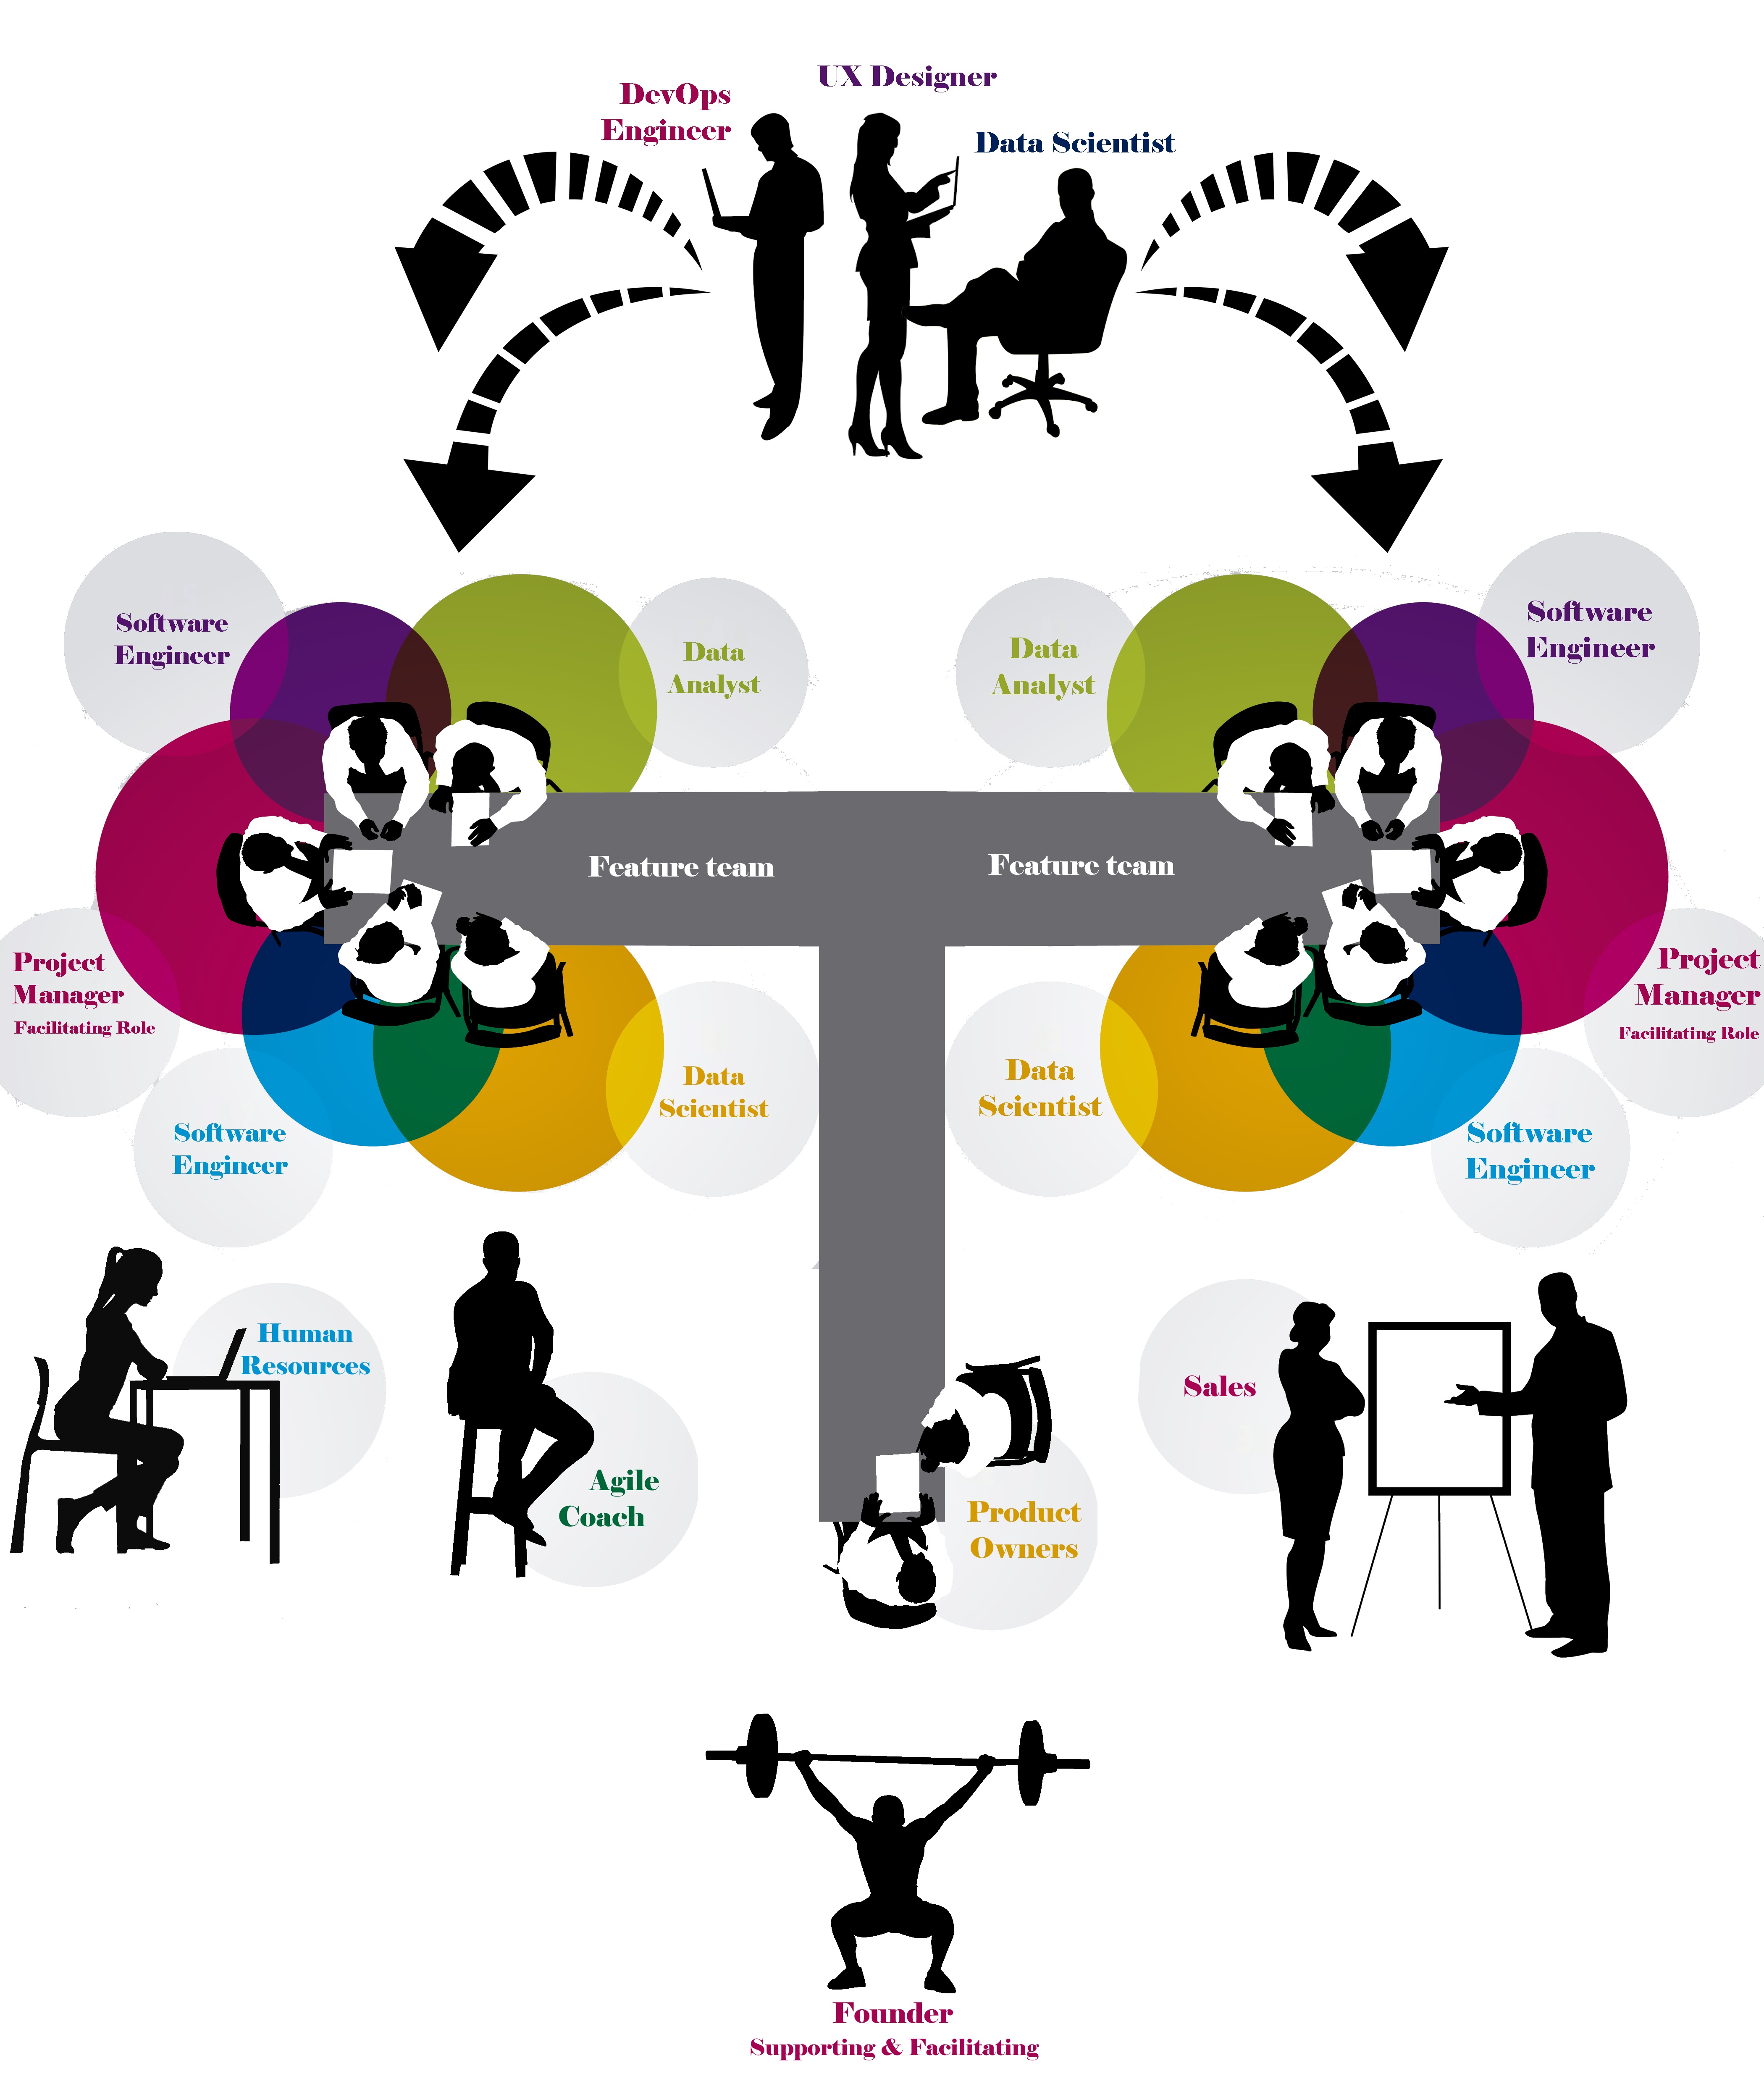 UX Designer
DevOps
Engineer
Data Scientist
Software
Engineer
Data
Analyst
Data
Analyst
Software
Engineer
Feature team
Feature team
Project
Manager
Facilitating Role
Data
Scientist
Data
Scientist
Project
Manager
Facilitating Role
Software
Engineer
Software
Engineer
Human
Resources
Agile
Coach
Sales
Product
Owners
Founder
Supporting & Facilitating